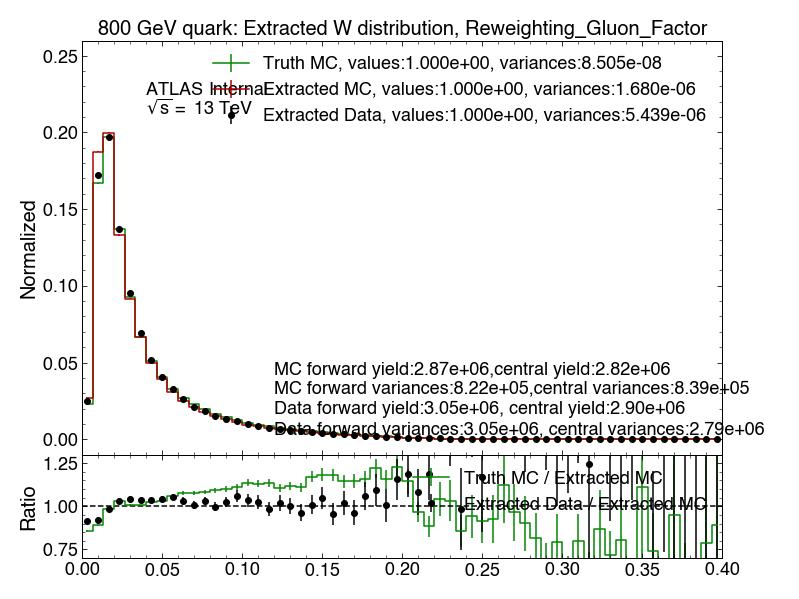 800 GeV quark: Extracted W distribution, Reweighting_Gluon_Factor
0.25
0.20
0.15
0.10
0.05
0.00
Normalized
Truth MC, values:1.000e+00, variances:8.505e-08
ATLAS Internal
Extracted MC, values:1.000e+00, variances:1.680e-06
√s = 13 TeV
Extracted Data, values:1.000e+00, variances:5.439e-06
MC forward yield:2.87e+06,central yield:2.82e+06
MC forward variances:8.22e+05,central variances:8.39e+05
Data forward yield:3.05e+06, central yield:2.90e+06
Data forward variances:3.05e+06, central variances:2.79e+06
1.25
1.00
0.75
Ratio
Truth MC / Extracted MC
Extracted Data / Extracted MC
0.00 0.05 0.10 0.15 0.20 0.25 0.30 0.35 0.40